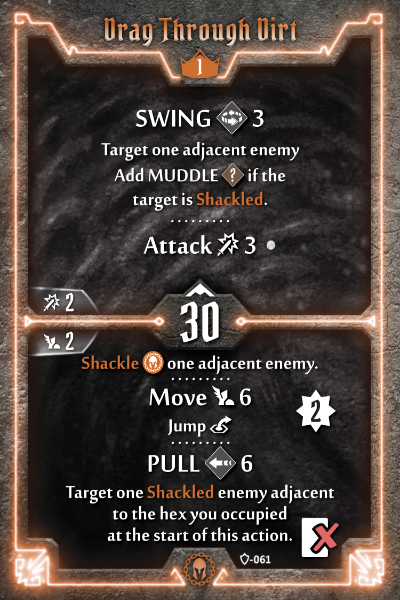 Drag Through Dirt
1
SWING 3
Target one adjacent enemy
Add MUDDLE ? if the
target is Shackled.
Attack 3
2
30
2
Shackle one adjacent enemy.
Move 6
Jump
2
PULL 6
Target one Shackled enemy adjacent
to the hex you occupied
at the start of this action.
-061